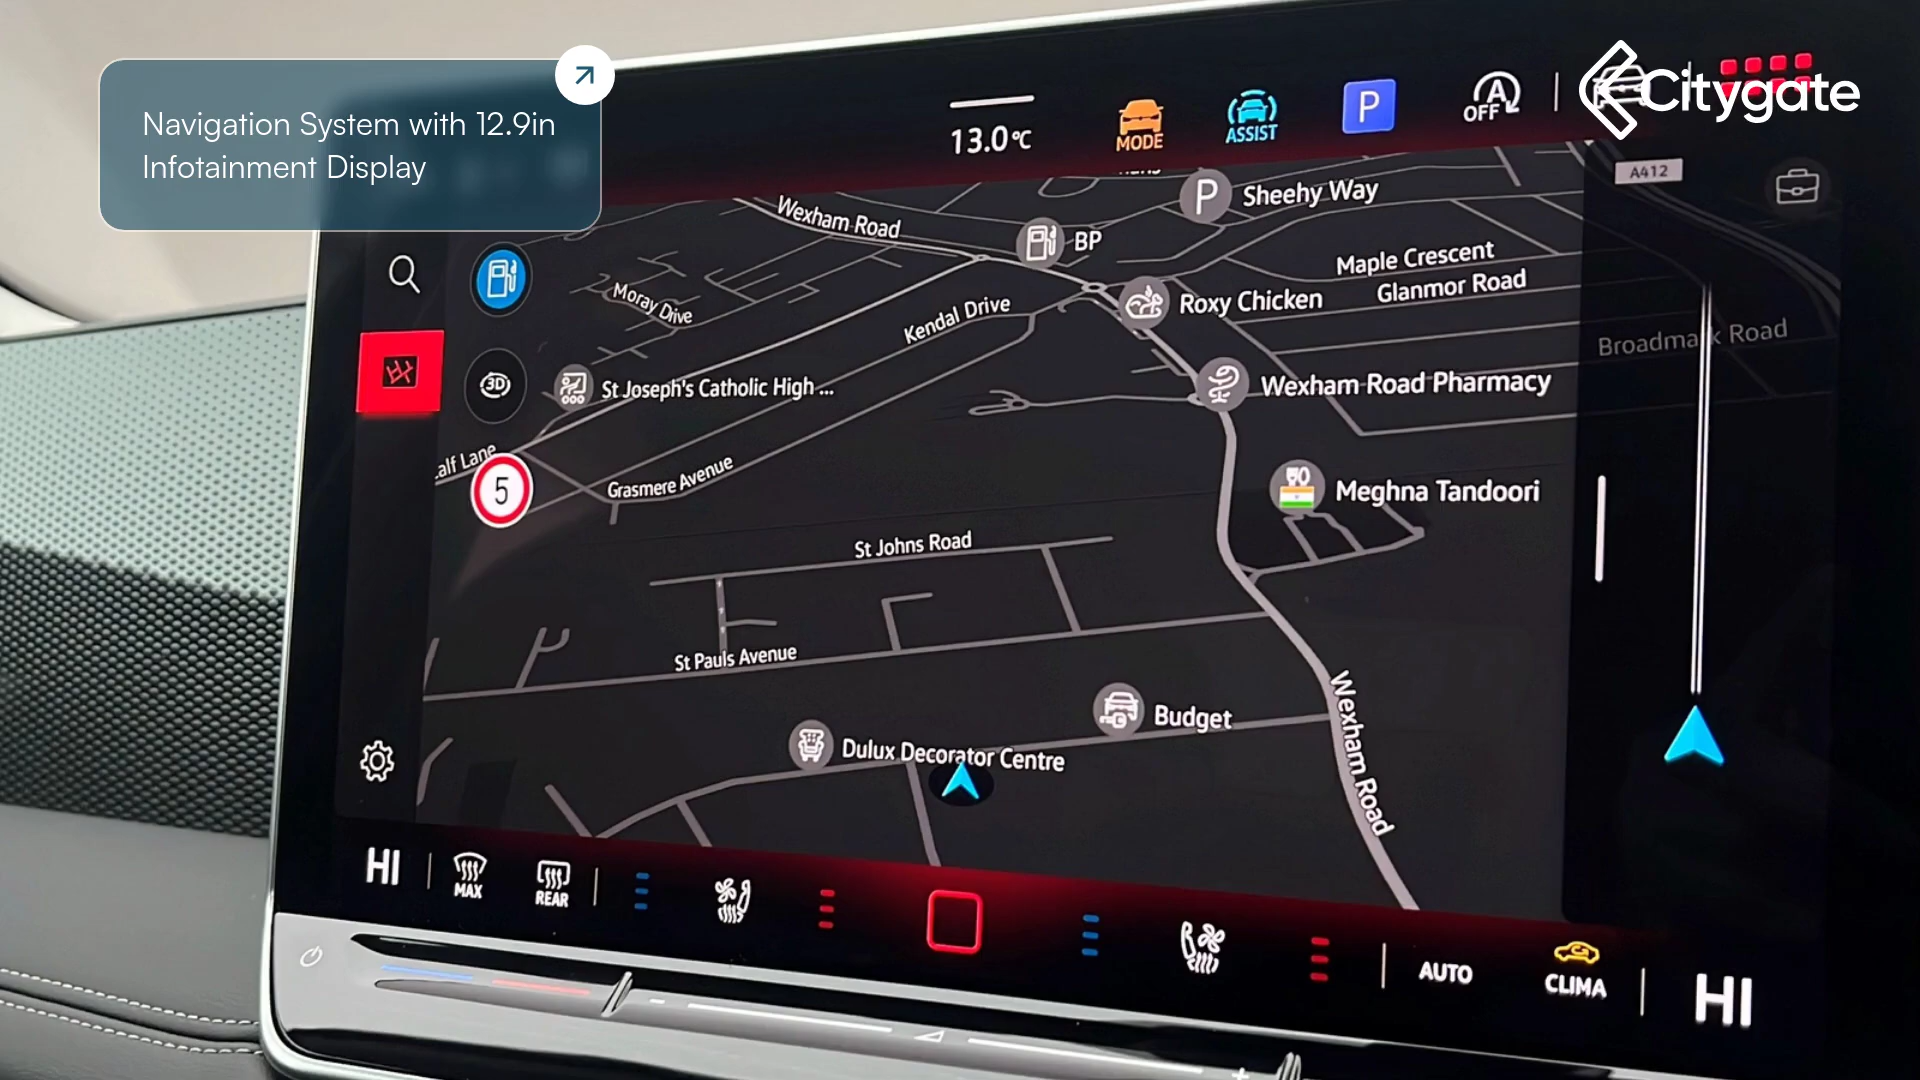 Navigation System with 12.9in
Infotainment Display
Citygate
13.0°C
MODE
ASSIST
P
A
OFF
A412
Wexham Road
P
Sheehy Way
BP
Maple Crescent
Glanmor Road
Moray Drive
Kendal Drive
Roxy Chicken
Broadmark Road
3D
St Joseph's Catholic High ...
Wexham Road Pharmacy
alf Lane
5
Grasmere Avenue
Meghna Tandoori
St Johns Road
St Pauls Avenue
Budget
Wexham Road
Dulux Decorator Centre
HI
MAX
REAR
AUTO
CLIMA
HI